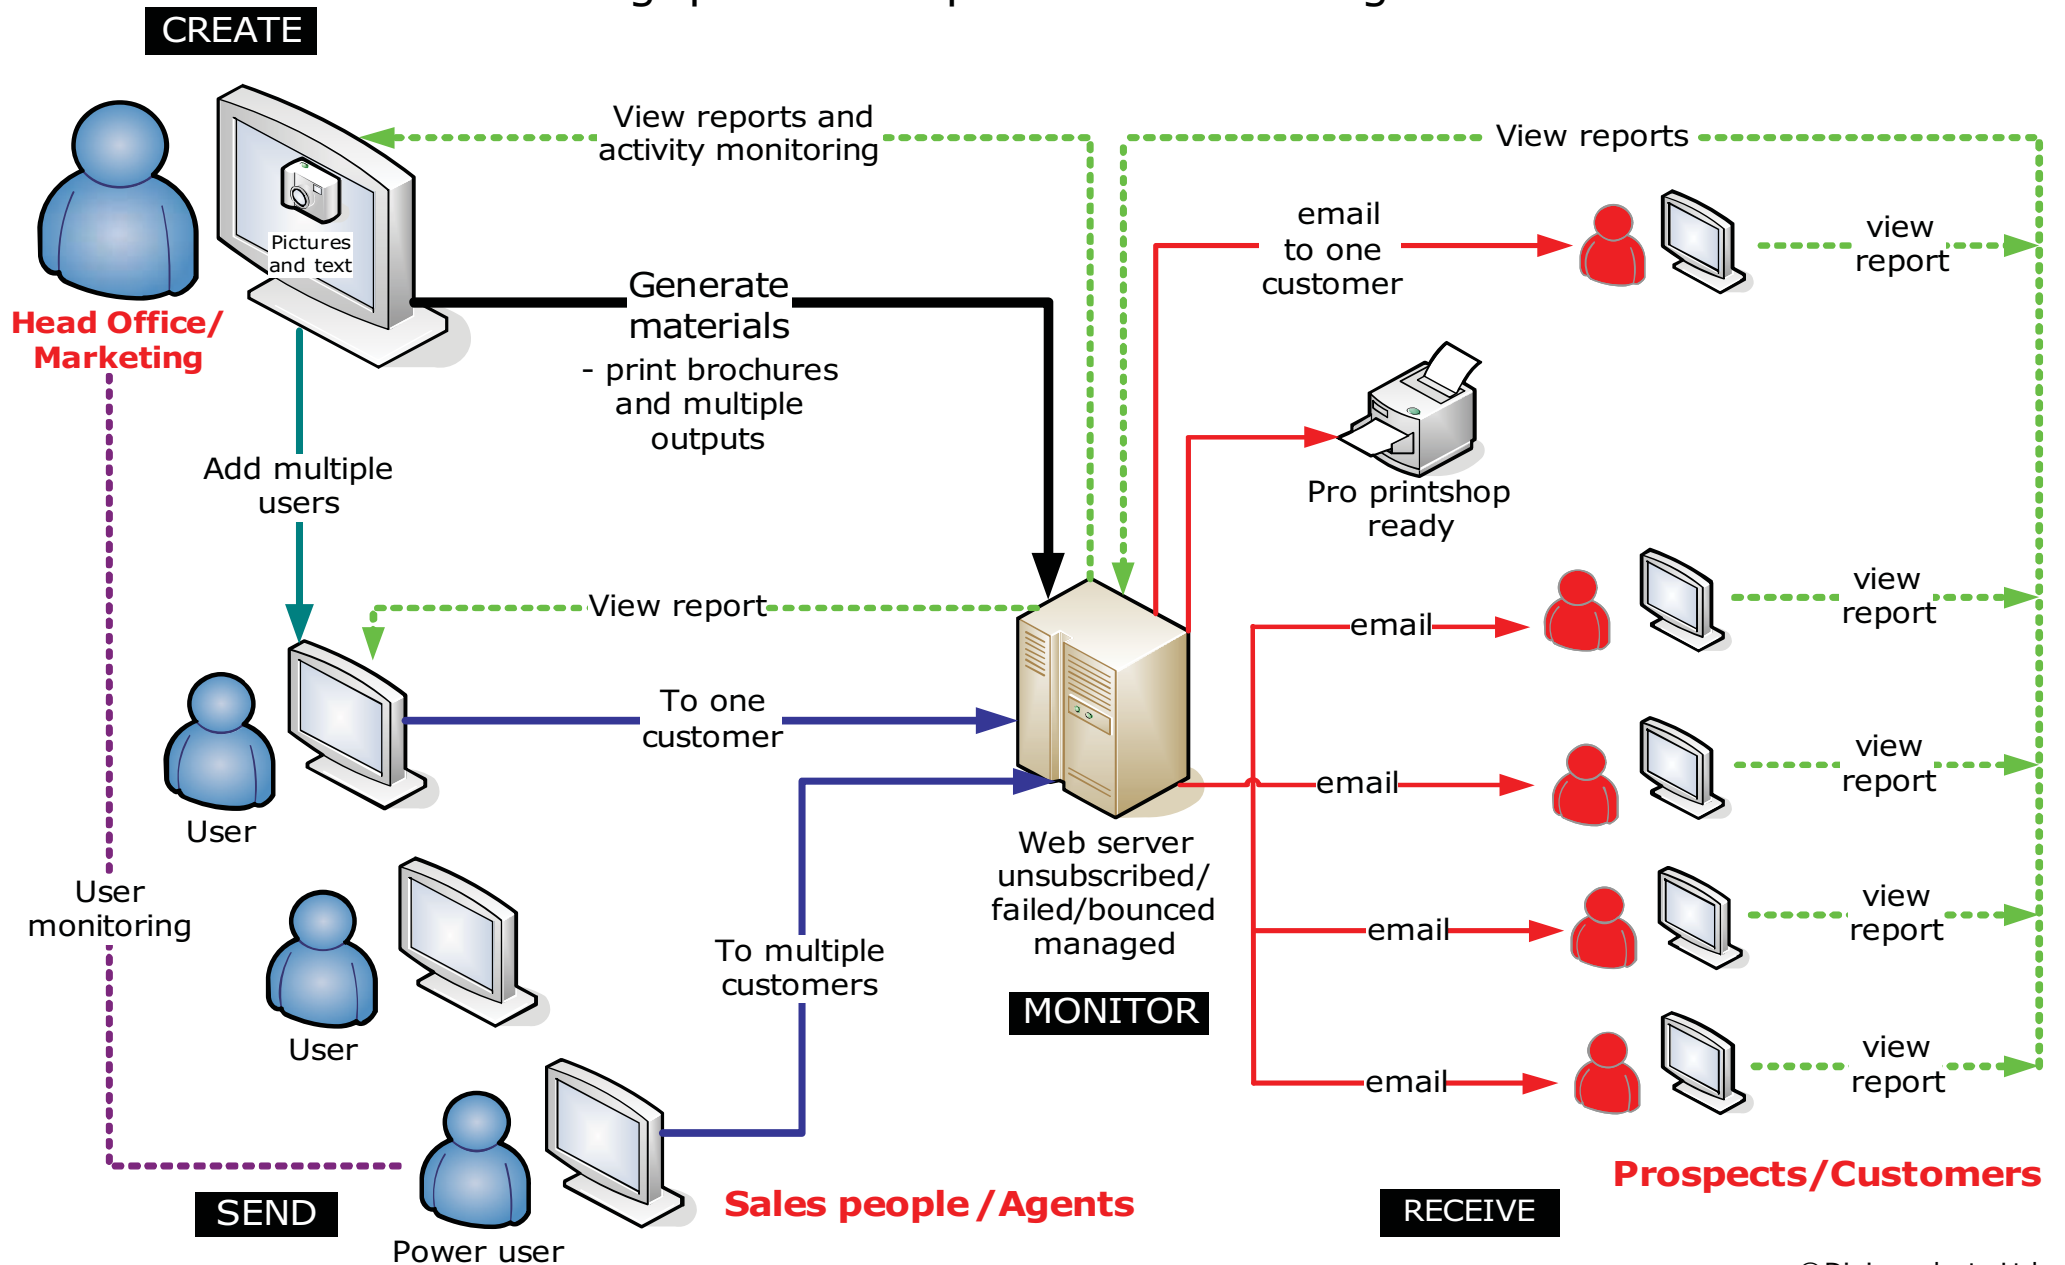 CREATE
View reports and
activity monitoring
View reports
Pictures
and text
Head Office/
Marketing
Generate
materials
- print brochures
and multiple
outputs
email
to one
customer
view
report
Pro printshop
ready
Add multiple
users
View report
email
view
report
User
To one
customer
email
view
report
Web server
unsubscribed/
failed/bounced
managed
MONITOR
User
monitoring
User
To multiple
customers
email
view
report
email
view
report
SEND
Power user
Sales people/Agents
Prospects/Customers
RECEIVE